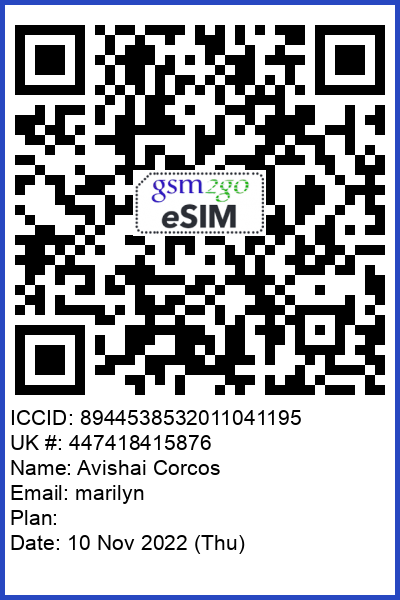 gsm2go
eSIM
ICCID: 8944538532011041195
UK #: 447418415876
Name: Avishai Corcos
Email: marilyn
Plan:
Date: 10 Nov 2022 (Thu)